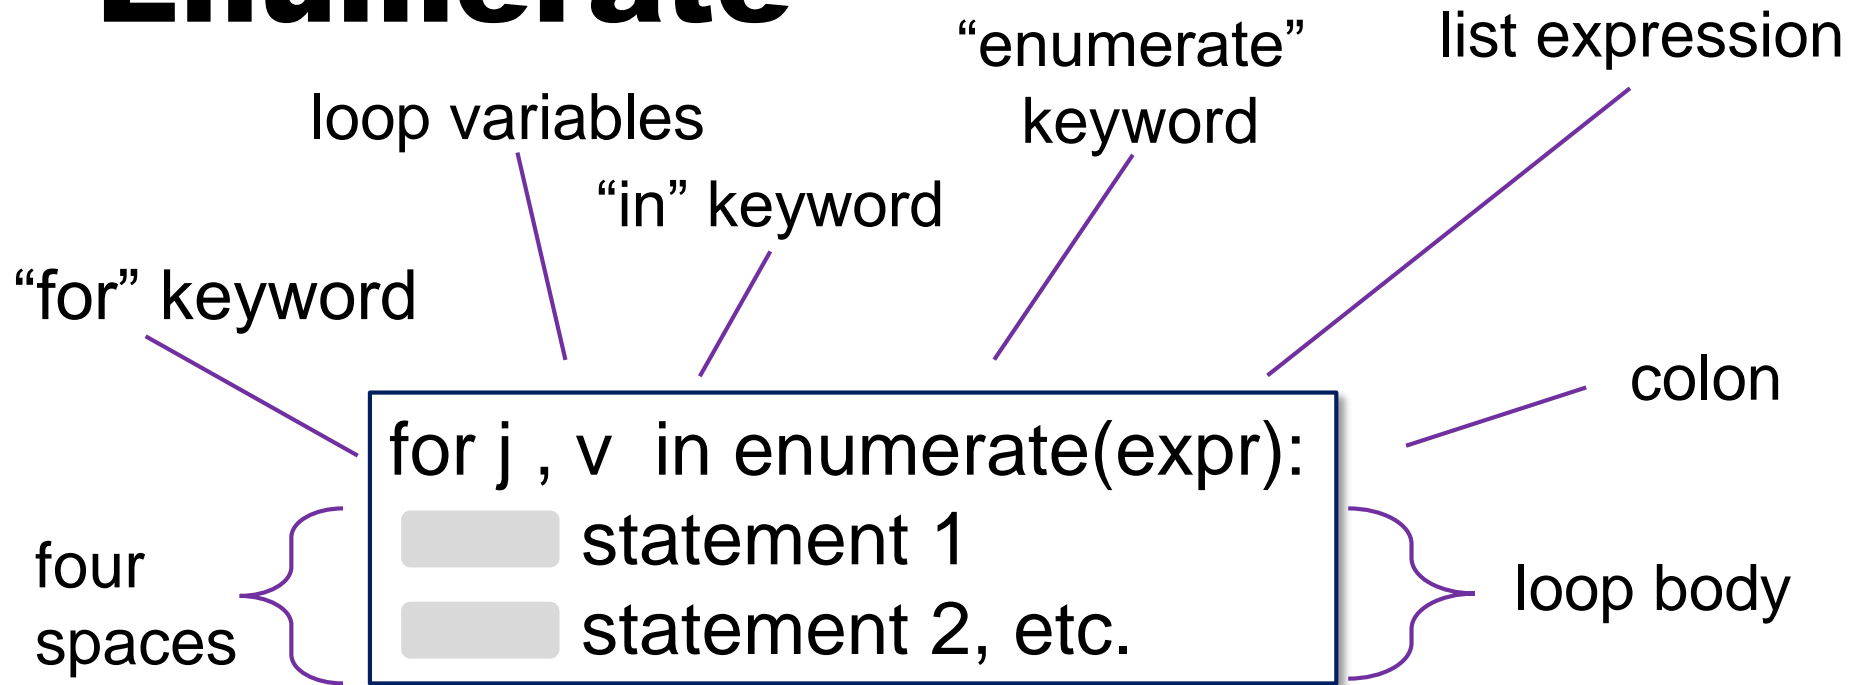 Enumerate
“enumerate”
keyword
list expression
loop variables
“in” keyword
“for” keyword
colon
for j , v  in enumerate(expr):
statement 1
statement 2, etc.
four
spaces
loop body